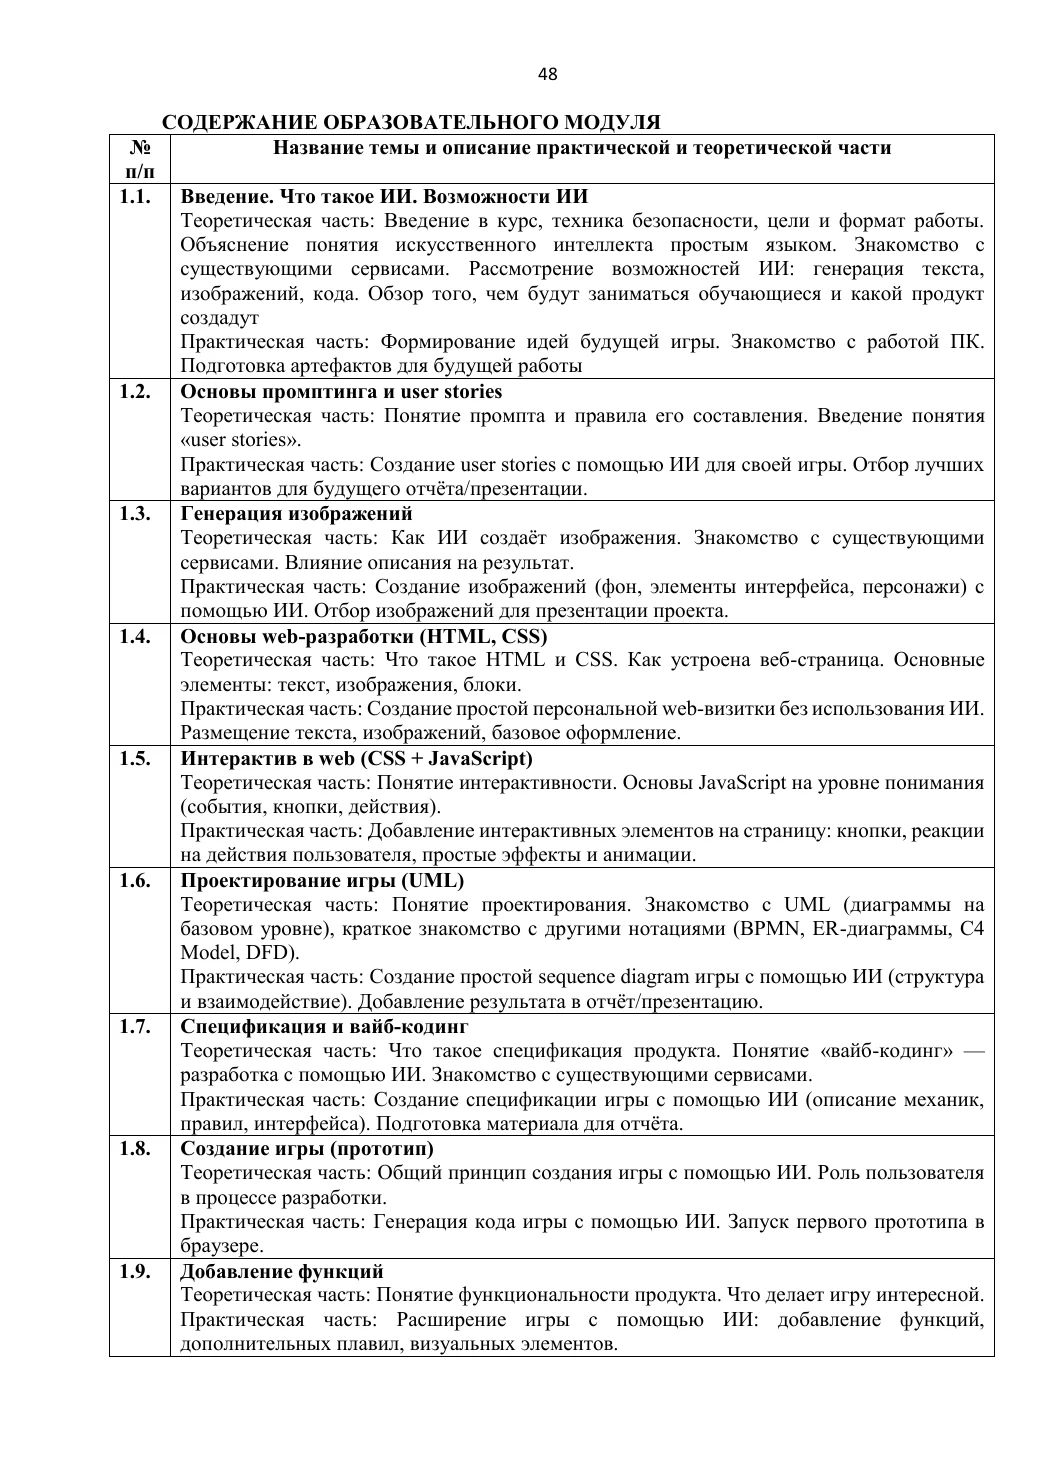 48
СОДЕРЖАНИЕ ОБРАЗОВАТЕЛЬНОГО МОДУЛЯ
№ Название темы и описание практической и теоретической части
п/п
1.1. Введение. Что такое ИИ. Возможности ИИ
Теоретическая часть: Введение в курс, техника безопасности, цели и формат работы.
Объяснение понятия искусственного интеллекта простым языком. Знакомство с
существующими сервисами. Рассмотрение возможностей ИИ: генерация текста,
изображений, кода. Обзор того, чем будут заниматься обучающиеся и какой продукт
создадут
Практическая часть: Формирование идей будущей игры. Знакомство с работой ПК.
Подготовка артефактов для будущей работы
1.2. Основы промптинга и user stories
Теоретическая часть: Понятие промпта и правила его составления. Введение понятия
«user stories».
Практическая часть: Создание user stories с помощью ИИ для своей игры. Отбор лучших
вариантов для будущего отчёта/презентации.
1.3. Генерация изображений
Теоретическая часть: Как ИИ создаёт изображения. Знакомство с существующими
сервисами. Влияние описания на результат.
Практическая часть: Создание изображений (фон, элементы интерфейса, персонажи) с
помощью ИИ. Отбор изображений для презентации проекта.
1.4. Основы web-разработки (HTML, CSS)
Теоретическая часть: Что такое HTML и CSS. Как устроена веб-страница. Основные
элементы: текст, изображения, блоки.
Практическая часть: Создание простой персональной web-визитки без использования ИИ.
Размещение текста, изображений, базовое оформление.
1.5. Интерактив в web (CSS + JavaScript)
Теоретическая часть: Понятие интерактивности. Основы JavaScript на уровне понимания
(события, кнопки, действия).
Практическая часть: Добавление интерактивных элементов на страницу: кнопки, реакции
на действия пользователя, простые эффекты и анимации.
1.6. Проектирование игры (UML)
Теоретическая часть: Понятие проектирования. Знакомство с UML (диаграммы на
базовом уровне), краткое знакомство с другими нотациями (BPMN, ER-диаграммы, C4
Model, DFD).
Практическая часть: Создание простой sequence diagram игры с помощью ИИ (структура
и взаимодействие). Добавление результата в отчёт/презентацию.
1.7. Спецификация и вайб-кодинг
Теоретическая часть: Что такое спецификация продукта. Понятие «вайб-кодинг» —
разработка с помощью ИИ. Знакомство с существующими сервисами.
Практическая часть: Создание спецификации игры с помощью ИИ (описание механик,
правил, интерфейса). Подготовка материала для отчёта.
1.8. Создание игры (прототип)
Теоретическая часть: Общий принцип создания игры с помощью ИИ. Роль пользователя
в процессе разработки.
Практическая часть: Генерация кода игры с помощью ИИ. Запуск первого прототипа в
браузере.
1.9. Добавление функций
Теоретическая часть: Понятие функциональности продукта. Что делает игру интересной.
Практическая часть: Расширение игры с помощью ИИ: добавление функций,
дополнительных плавил, визуальных элементов.